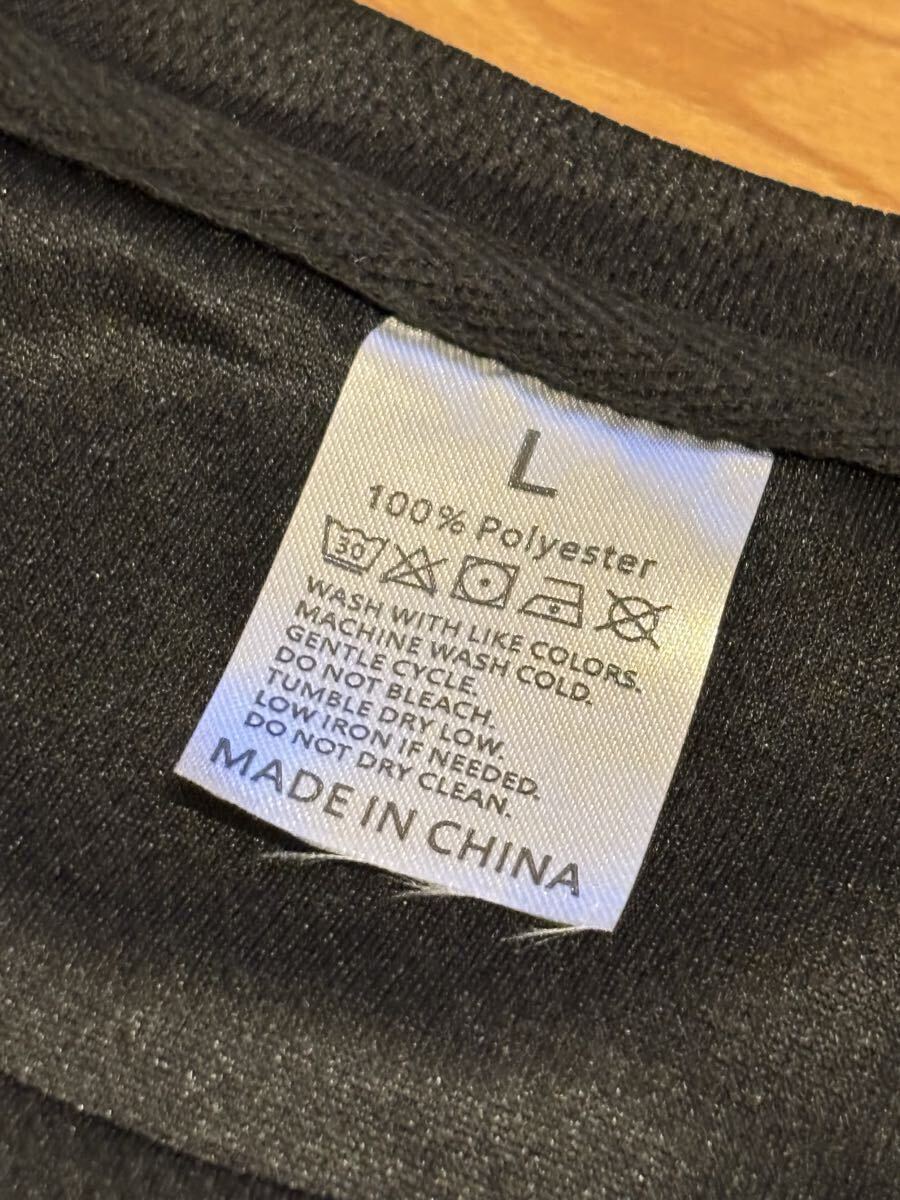 L
100% Polyester
30
WASH WITH LIKE COLORS.
MACHINE WASH COLD.
GENTLE CYCLE.
DO NOT BLEACH.
TUMBLE DRY LOW.
LOW IRON IF NEEDED.
DO NOT DRY CLEAN.
MADE IN CHINA